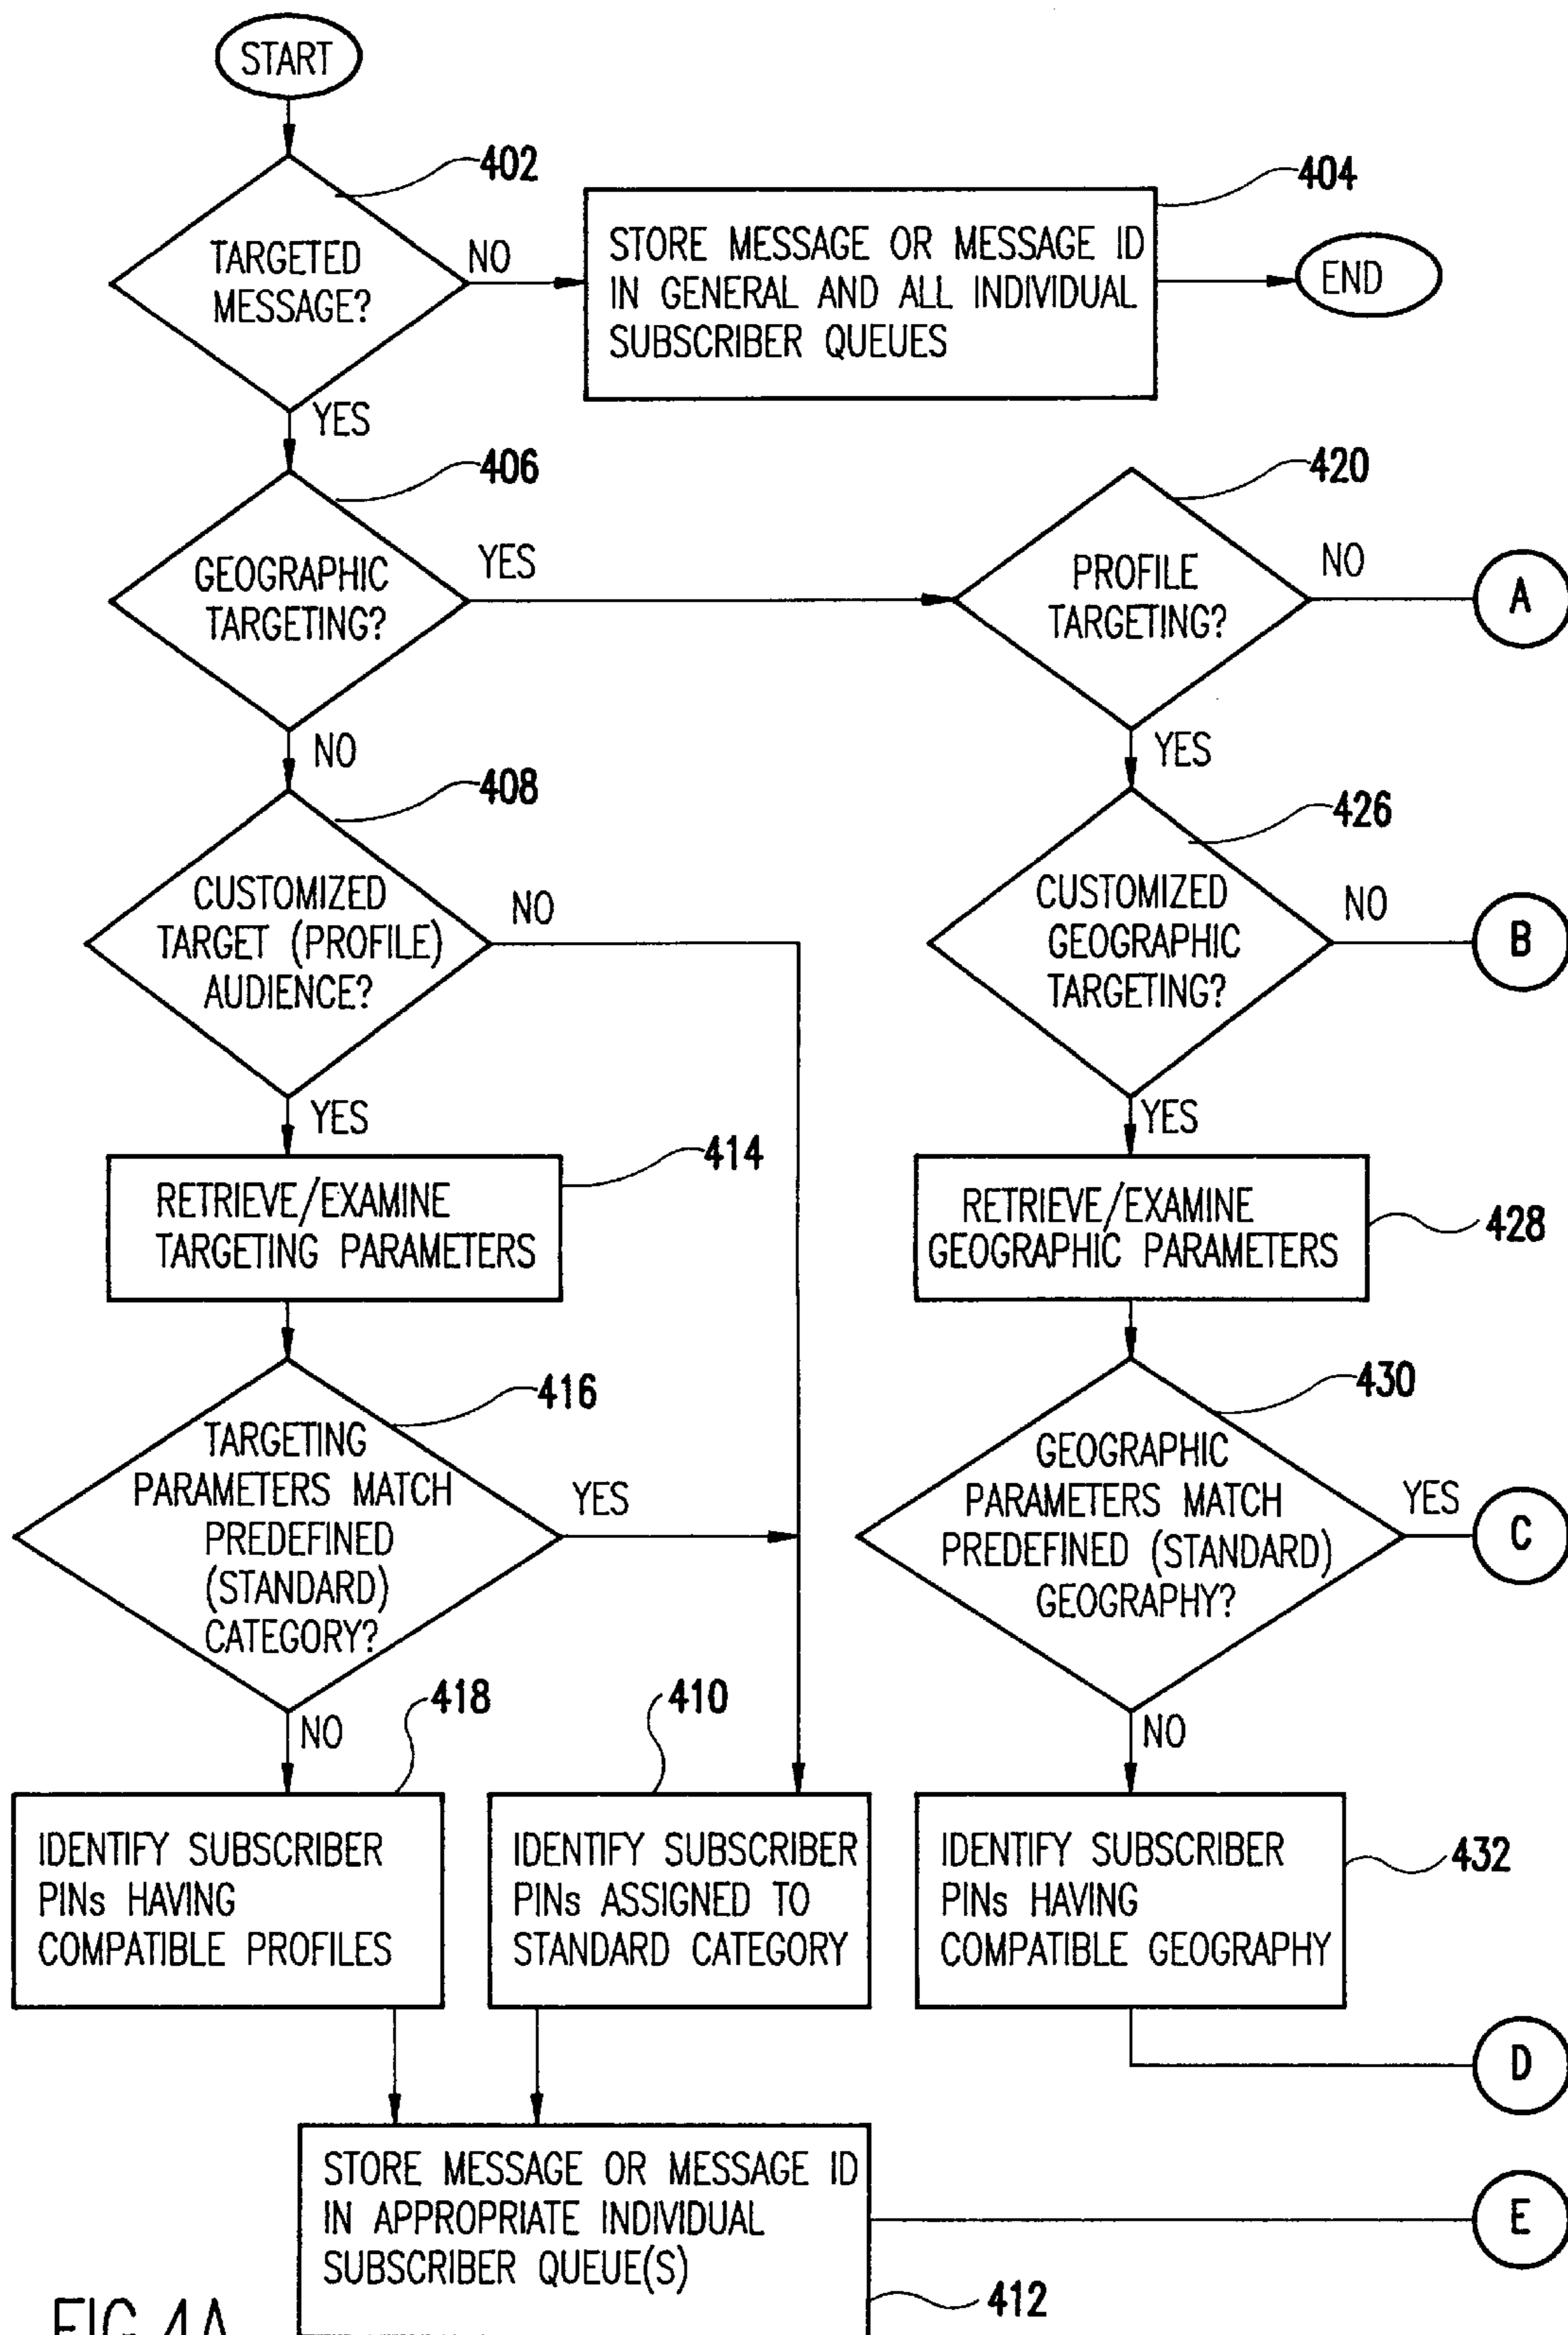 START
402
TARGETED
MESSAGE?
NO
YES
404
STORE MESSAGE OR MESSAGE ID
IN GENERAL AND ALL INDIVIDUAL
SUBSCRIBER QUEUES
END
406
GEOGRAPHIC
TARGETING?
YES
NO
420
PROFILE
TARGETING?
NO
A
YES
408
CUSTOMIZED
TARGET (PROFILE)
AUDIENCE?
NO
YES
426
CUSTOMIZED
GEOGRAPHIC
TARGETING?
NO
B
YES
414
RETRIEVE/EXAMINE
TARGETING PARAMETERS
428
RETRIEVE/EXAMINE
GEOGRAPHIC PARAMETERS
416
TARGETING
PARAMETERS MATCH
PREDEFINED
(STANDARD)
CATEGORY?
YES
NO
430
GEOGRAPHIC
PARAMETERS MATCH
PREDEFINED (STANDARD)
GEOGRAPHY?
YES
C
NO
418
IDENTIFY SUBSCRIBER
PINs HAVING
COMPATIBLE PROFILES
410
IDENTIFY SUBSCRIBER
PINs ASSIGNED TO
STANDARD CATEGORY
432
IDENTIFY SUBSCRIBER
PINs HAVING
COMPATIBLE GEOGRAPHY
D
STORE MESSAGE OR MESSAGE ID
IN APPROPRIATE INDIVIDUAL
SUBSCRIBER QUEUE(S)
E
412
FIG.4A